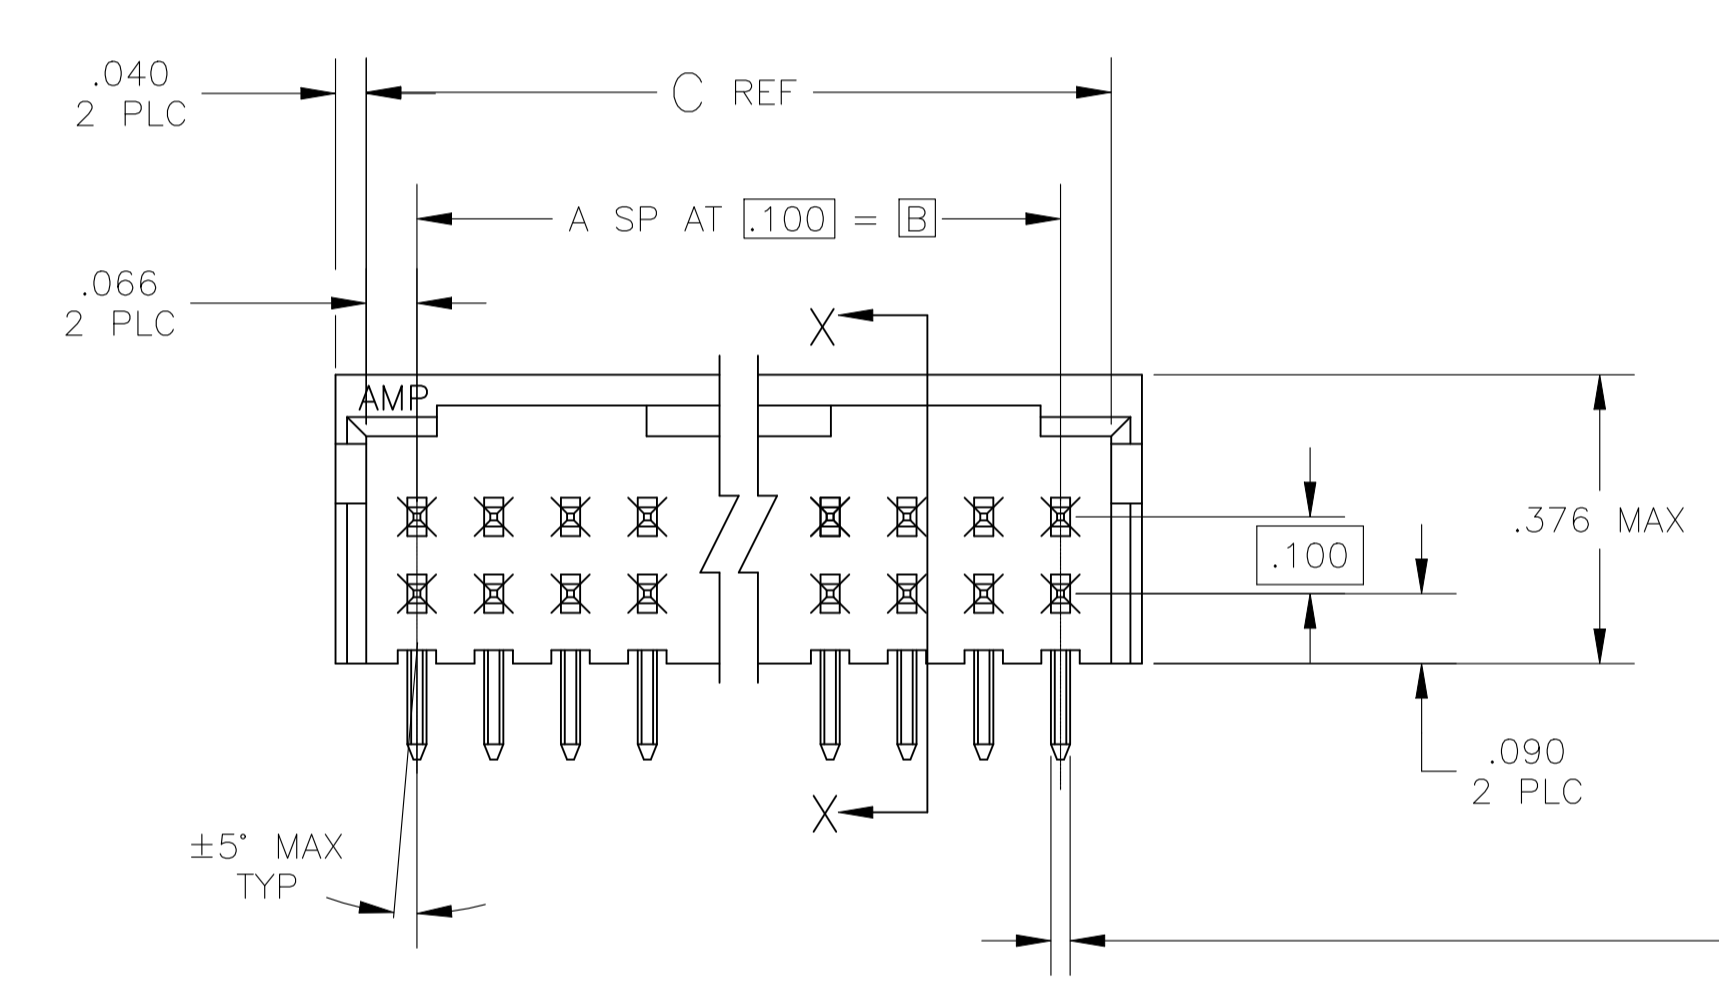 .040
2 PLC
C REF
A SP AT .100 = B
.066
2 PLC
X
AMP
.376 MAX
.100
.090
2 PLC
X
±5° MAX
TYP